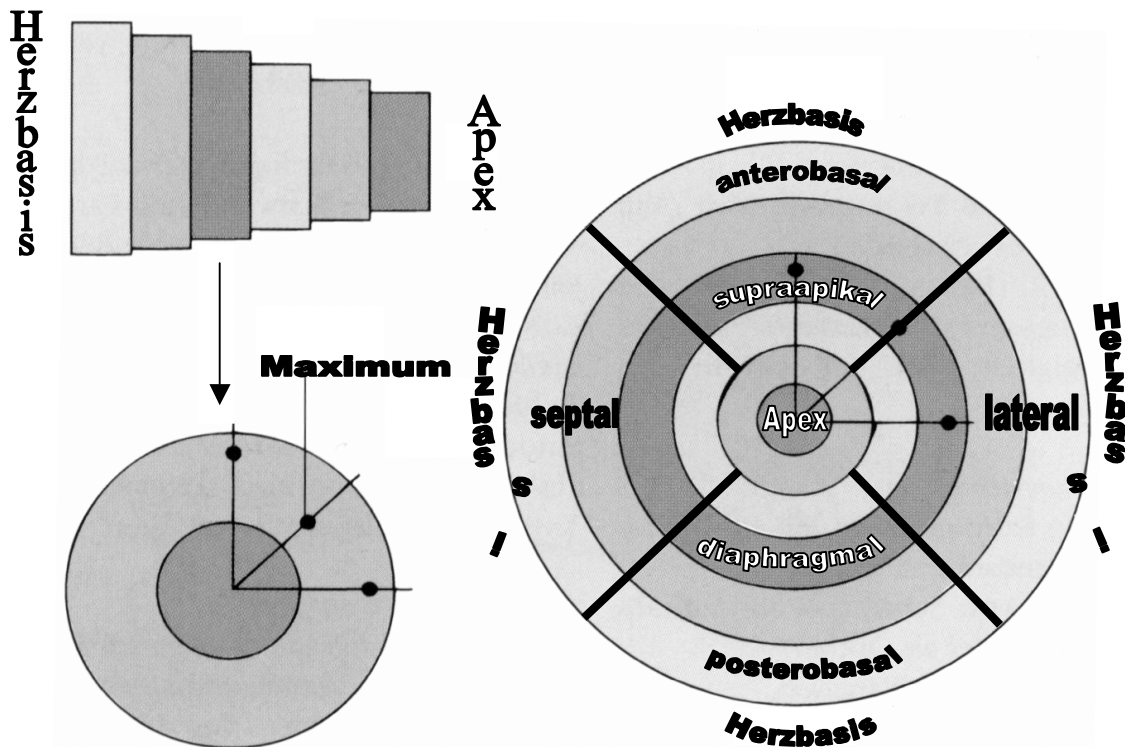 Herzbasis
Apex
Maximum
Herzbasis
anterobasal
supraapikal
Herzbasis
septal
Apex
lateral
Herzbasis
diaphragmal
posterobasal
Herzbasis